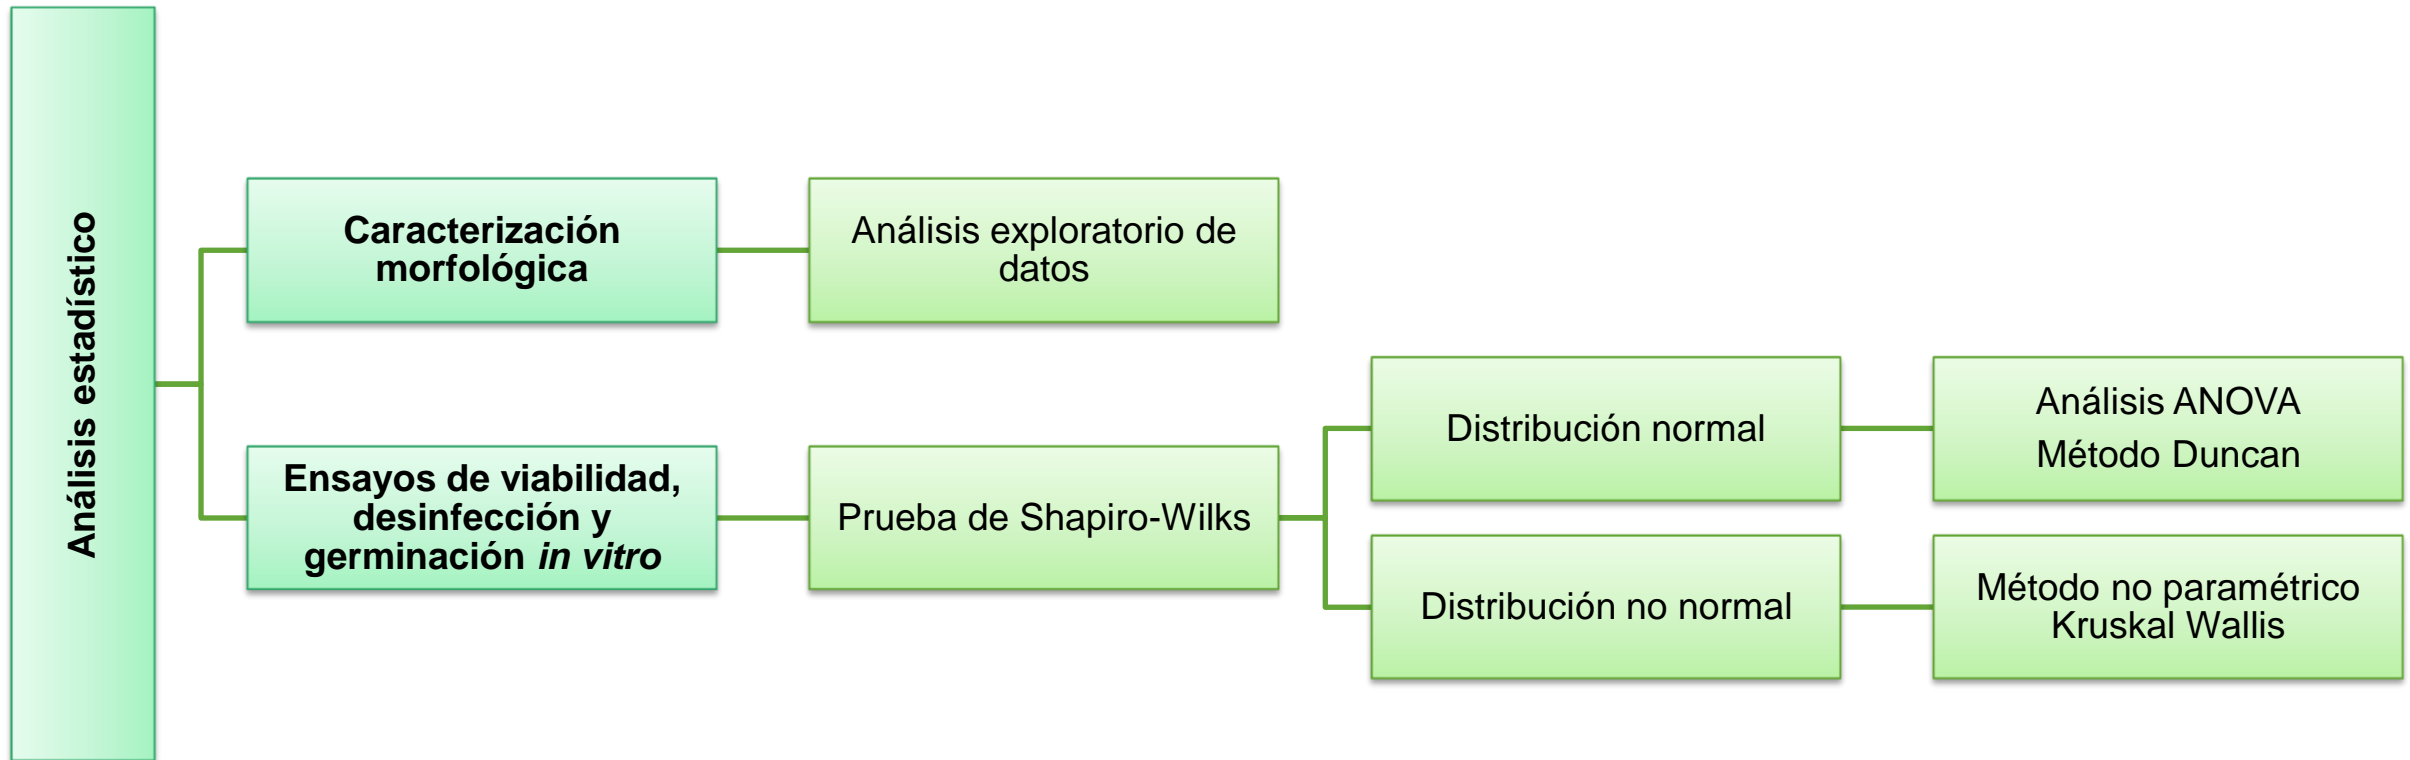 Análisis estadístico
Caracterización
morfológica
Análisis exploratorio de
datos
Ensayos de viabilidad,
desinfección y
germinación in vitro
Prueba de Shapiro-Wilks
Distribución normal
Análisis ANOVA
Método Duncan
Distribución no normal
Método no paramétrico
Kruskal Wallis